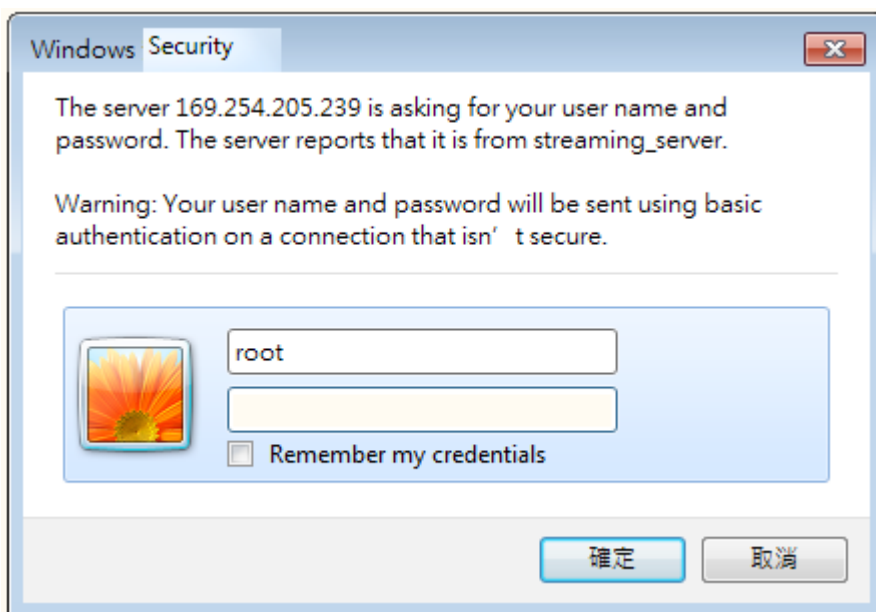 Windows Security
The server 169.254.205.239 is asking for your user name and
password. The server reports that it is from streaming_server.
Warning: Your user name and password will be sent using basic
authentication on a connection that isn’ t secure.
root
Remember my credentials
確定 取消